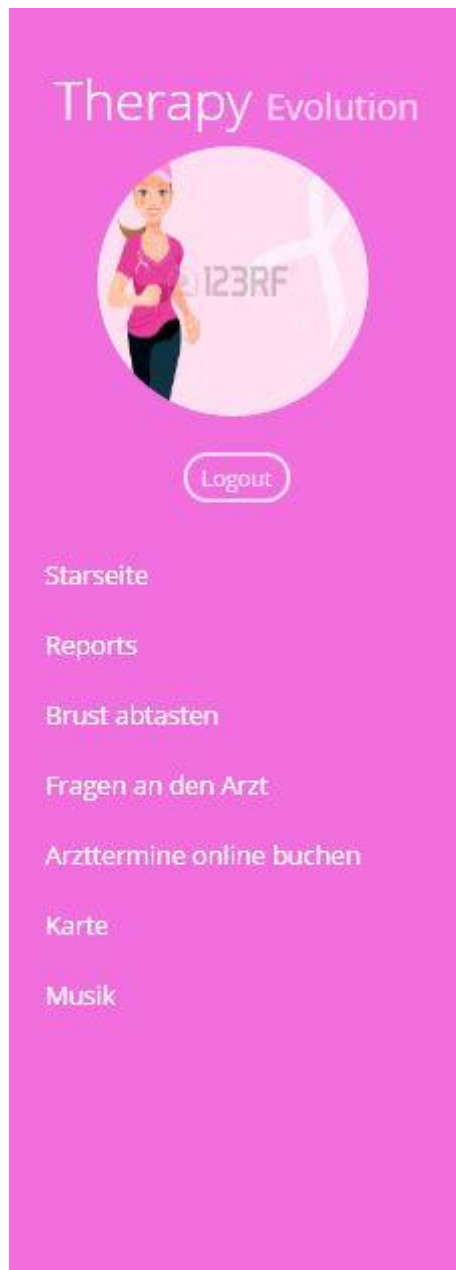 Therapy Evolution
123RF
Logout
Starseite
Reports
Brust abtasten
Fragen an den Arzt
Arzttermine online buchen
Karte
Musik